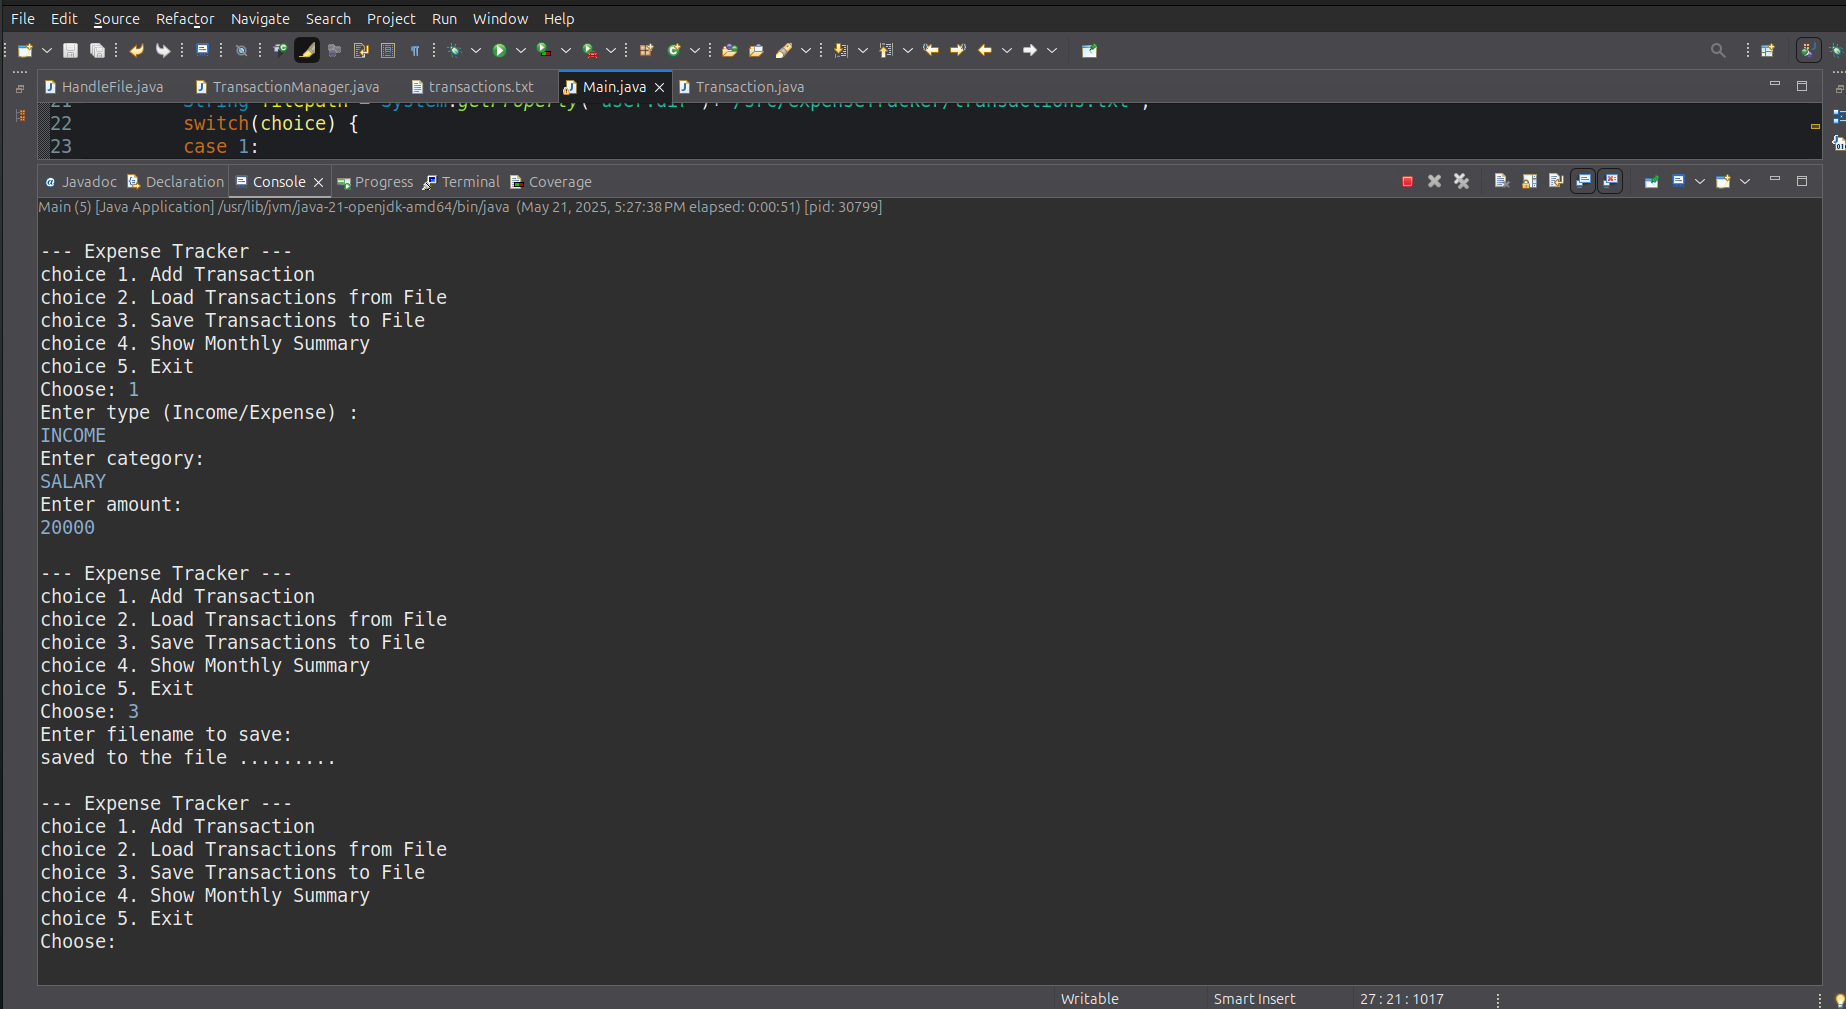 File Edit Source Refactor Navigate Search Project Run Window Help
HandleFile.java TransactionManager.java transactions.txt Main.java Transaction.java
22 switch(choice) {
23 case 1:
Javadoc Declaration Console Progress Terminal Coverage
Main (5) [Java Application] /usr/lib/jvm/java-21-openjdk-amd64/bin/java (May 21, 2025, 5:27:38 PM elapsed: 0:00:51) [pid: 30799]
--- Expense Tracker ---
choice 1. Add Transaction
choice 2. Load Transactions from File
choice 3. Save Transactions to File
choice 4. Show Monthly Summary
choice 5. Exit
Choose: 1
Enter type (Income/Expense) :
INCOME
Enter category:
SALARY
Enter amount:
20000
--- Expense Tracker ---
choice 1. Add Transaction
choice 2. Load Transactions from File
choice 3. Save Transactions to File
choice 4. Show Monthly Summary
choice 5. Exit
Choose: 3
Enter filename to save:
saved to the file .........
--- Expense Tracker ---
choice 1. Add Transaction
choice 2. Load Transactions from File
choice 3. Save Transactions to File
choice 4. Show Monthly Summary
choice 5. Exit
Choose:
Writable Smart Insert 27 : 21 : 1017